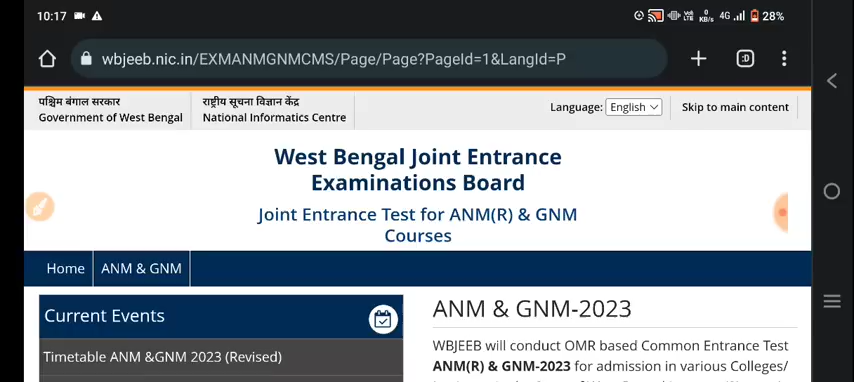 10:17
0 KB/s 4G 28%
wbjeeb.nic.in/EXMANMGNMCMS/Page/Page?PageId=1&LangId=P
:D
पश्चिम बंगाल सरकार
Government of West Bengal
राष्ट्रीय सूचना विज्ञान केंद्र
National Informatics Centre
Language: English
Skip to main content
West Bengal Joint Entrance
Examinations Board
Joint Entrance Test for ANM(R) & GNM
Courses
Home ANM & GNM
Current Events
Timetable ANM &GNM 2023 (Revised)
ANM & GNM-2023
WBJEEB will conduct OMR based Common Entrance Test
ANM(R) & GNM-2023 for admission in various Colleges/